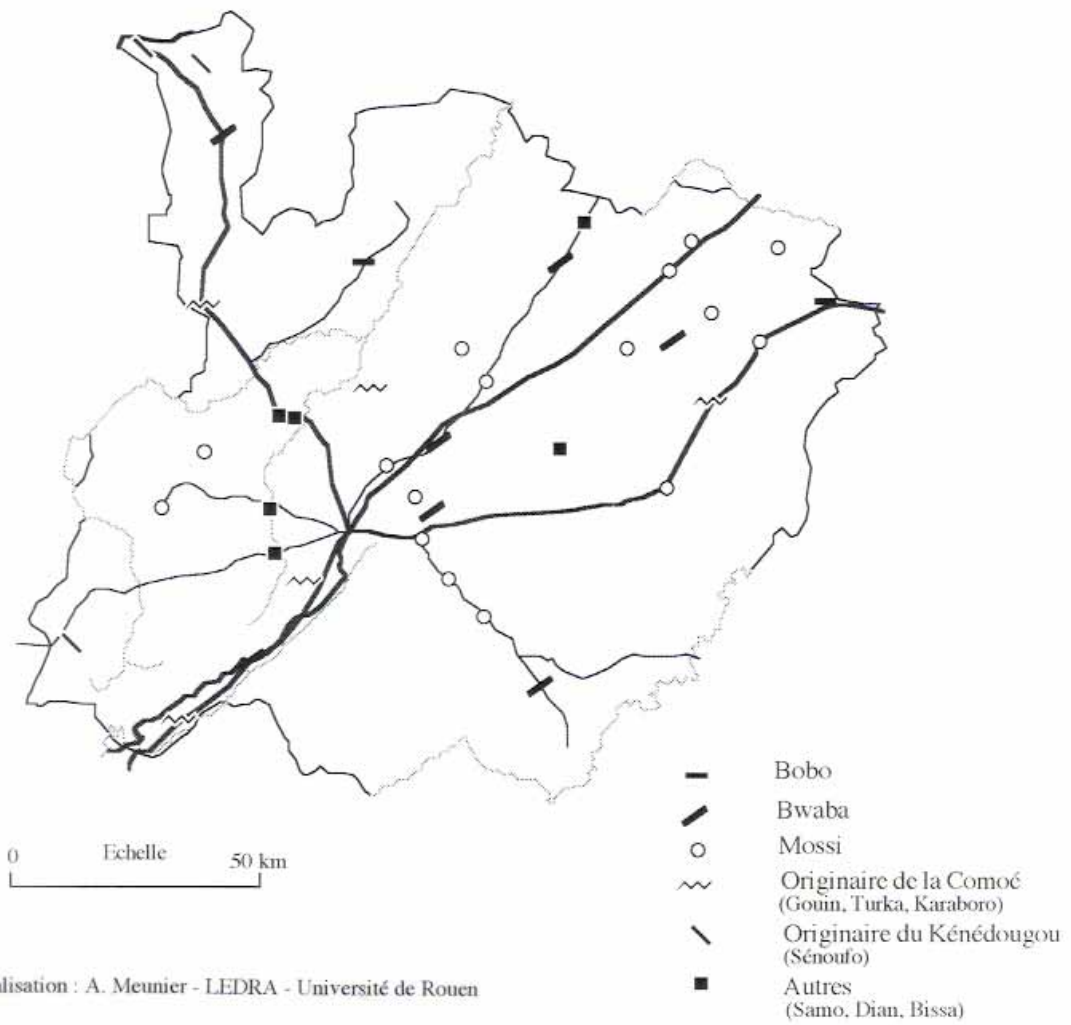 Bobo
Bwaba
Mossi
0 Echelle 50 km
Originaire de la Comoé
(Gouin, Turka, Karaboro)
Originaire du Kénédougou
(Sénoufo)
Autres
(Samo, Dian, Bissa)
alisation : A. Meunier - LEDRA - Université de Rouen